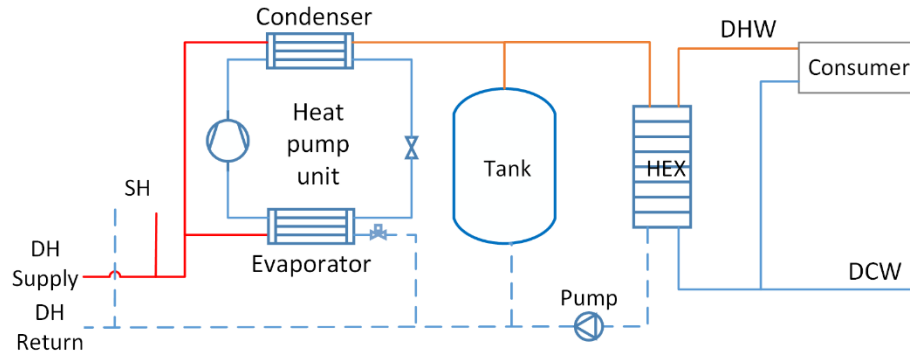 Condenser
DHW
Consumer
Heat
pump
unit
Tank
HEX
SH
Evaporator
DH
Supply
DCW
Pump
DH
Return